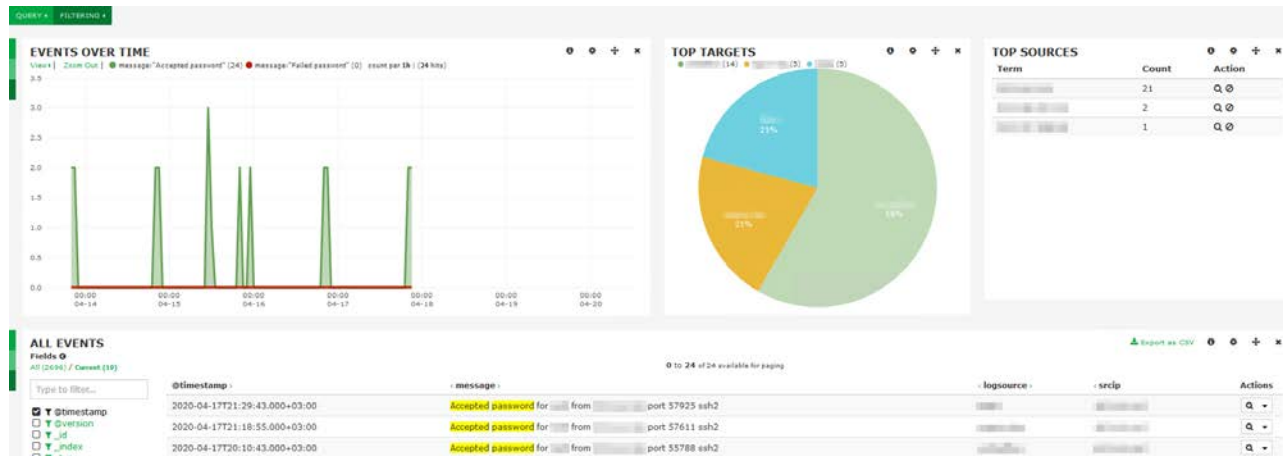 QUERY FILTERING
EVENTS OVER TIME
View | Zoom Out | message:"Accepted password" (24) message:"Failed password" (0) count per 1h | (24 hits)
3.5
3.0
2.5
2.0
1.5
1.0
0.5
0.0
00:00 00:00 00:00 00:00 00:00 00:00 00:00
04-14 04-15 04-16 04-17 04-18 04-19 04-20
TOP TARGETS
(14) (5) (5)
21%
21%
TOP SOURCES
Term Count Action
21
2
1
ALL EVENTS
Export as CSV
Fields
All (2696) / Current (19)
0 to 24 of 24 available for paging
Type to filter...
@timestamp message logsource srcip Actions
@timestamp
@version
_id
_index
2020-04-17T21:29:43.000+03:00 Accepted password for from port 57925 ssh2
2020-04-17T21:18:55.000+03:00 Accepted password for from port 57611 ssh2
2020-04-17T20:10:43.000+03:00 Accepted password for from port 55788 ssh2